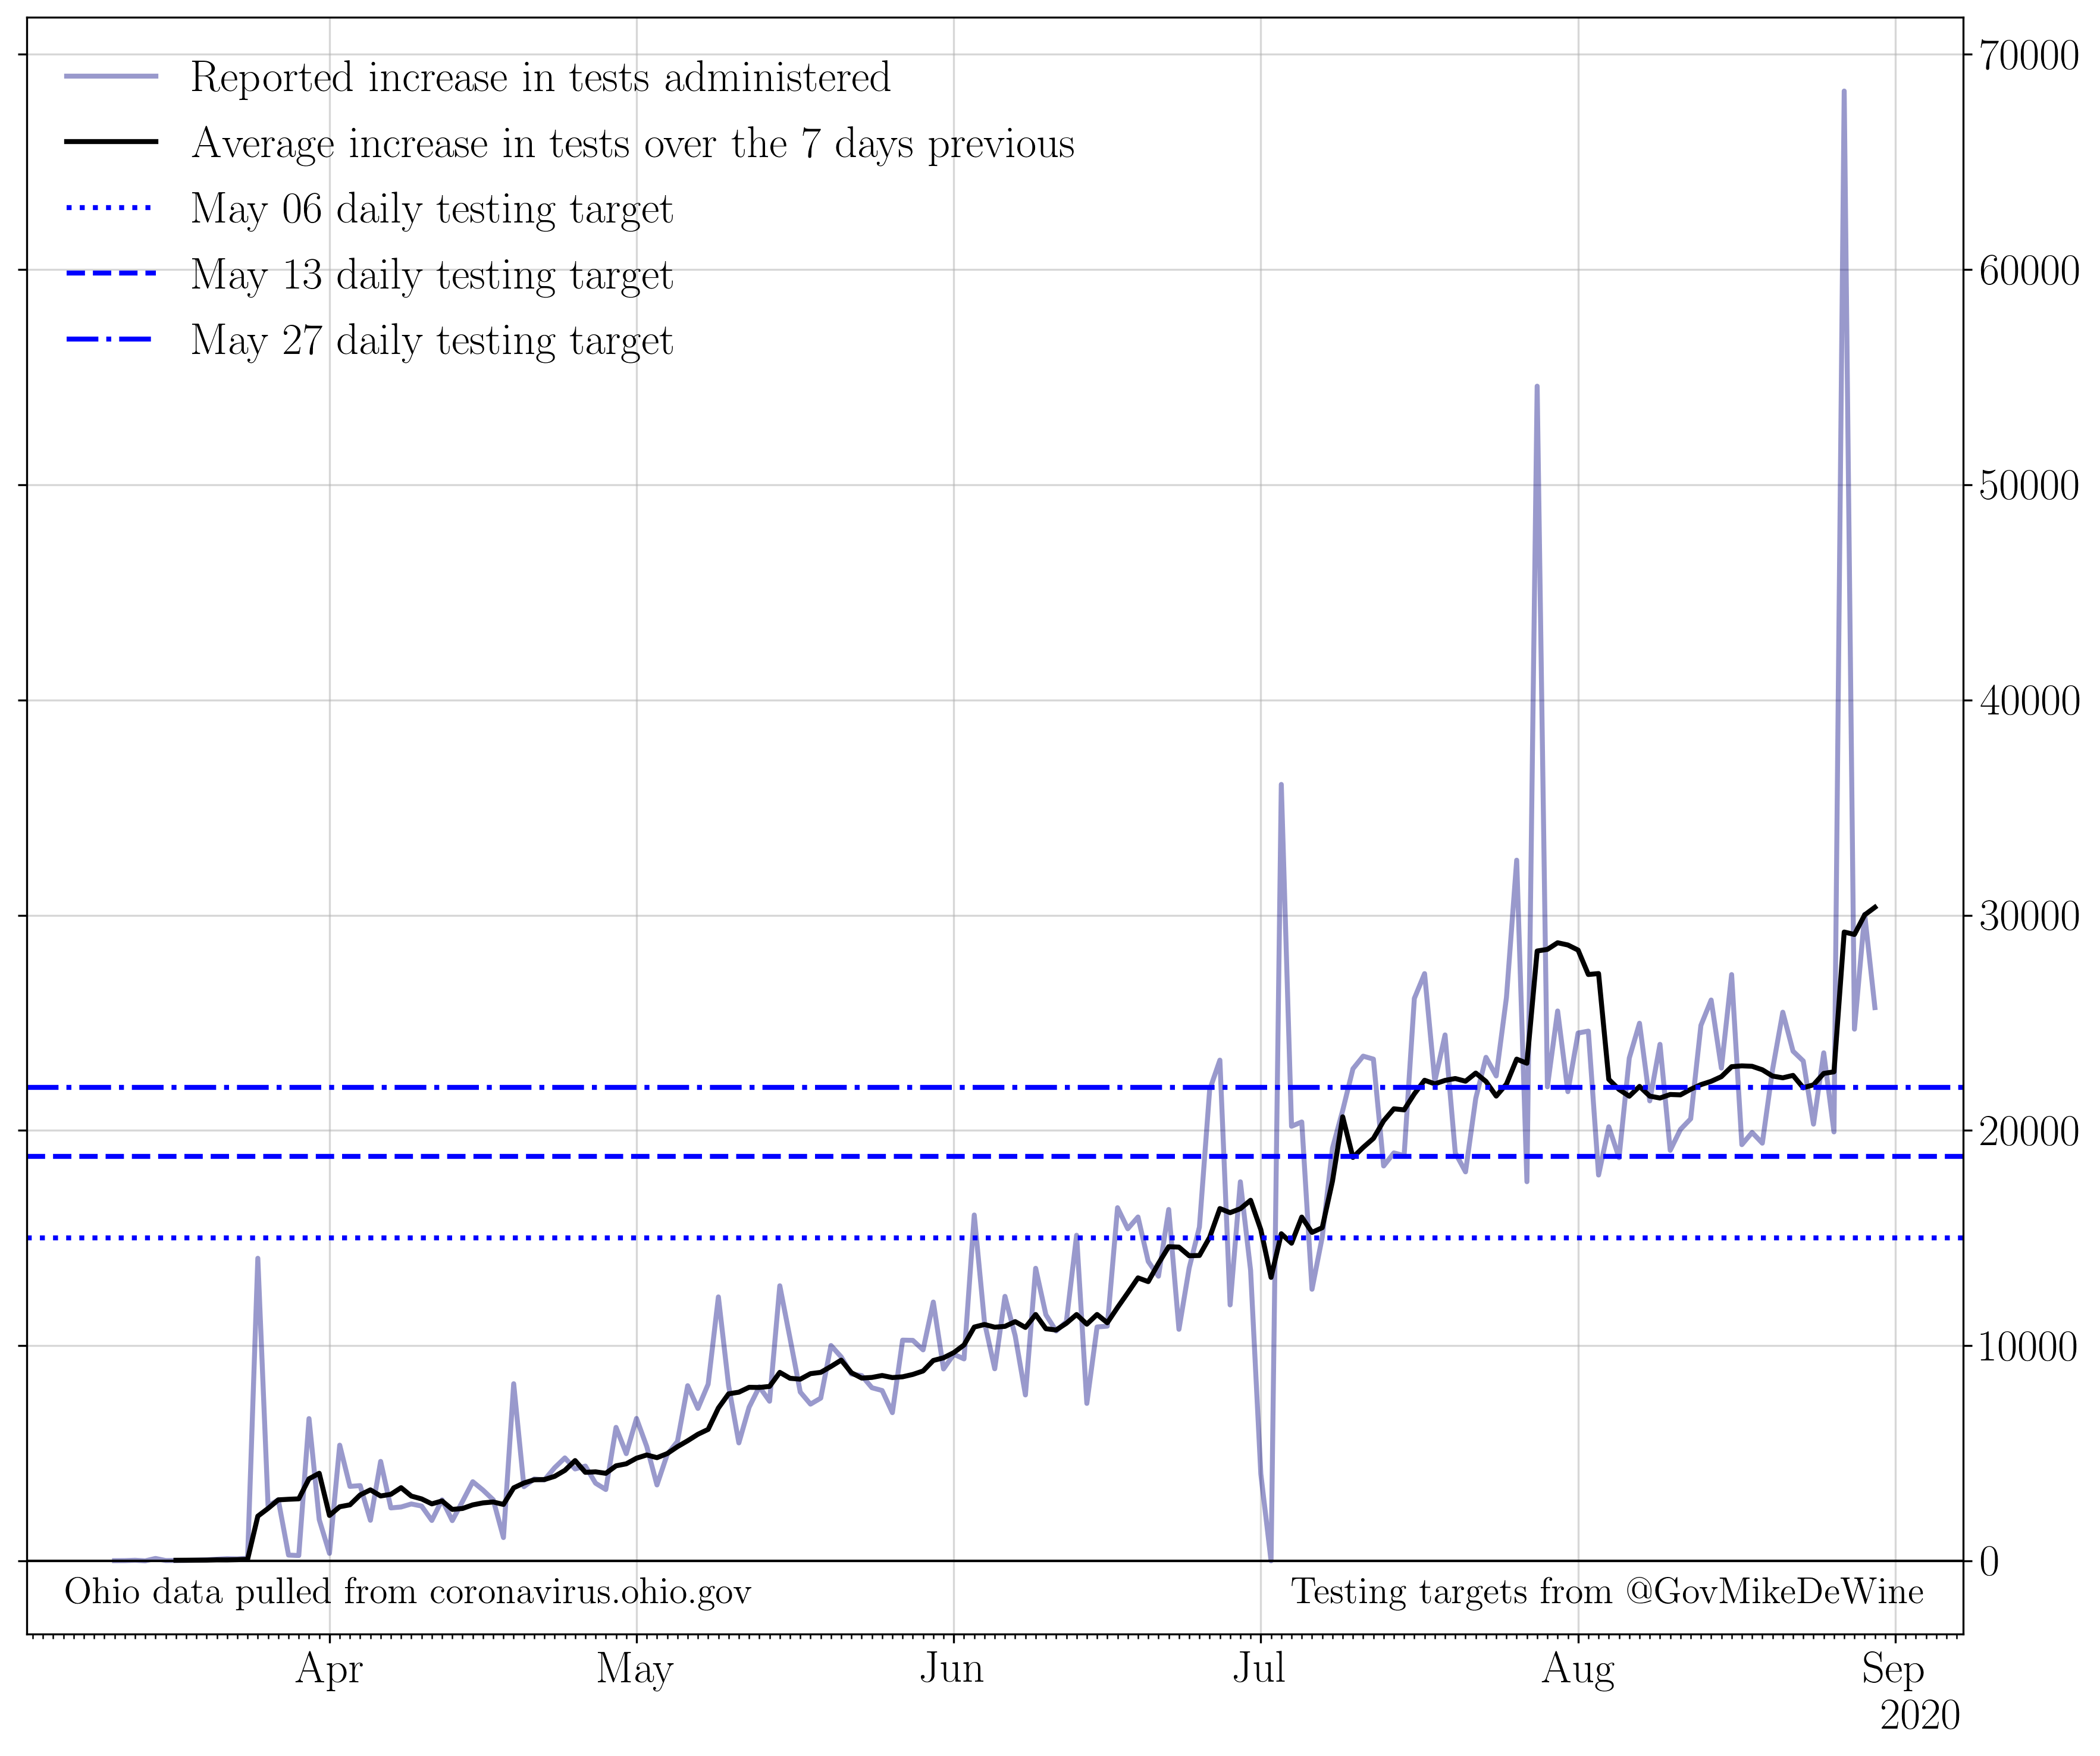 Reported increase in tests administered
Average increase in tests over the 7 days previous
May 06 daily testing target
May 13 daily testing target
May 27 daily testing target
70000
60000
50000
40000
30000
20000
10000
0
Ohio data pulled from coronavirus.ohio.gov
Testing targets from @GovMikeDeWine
Apr
May
Jun
Jul
Aug
Sep
2020